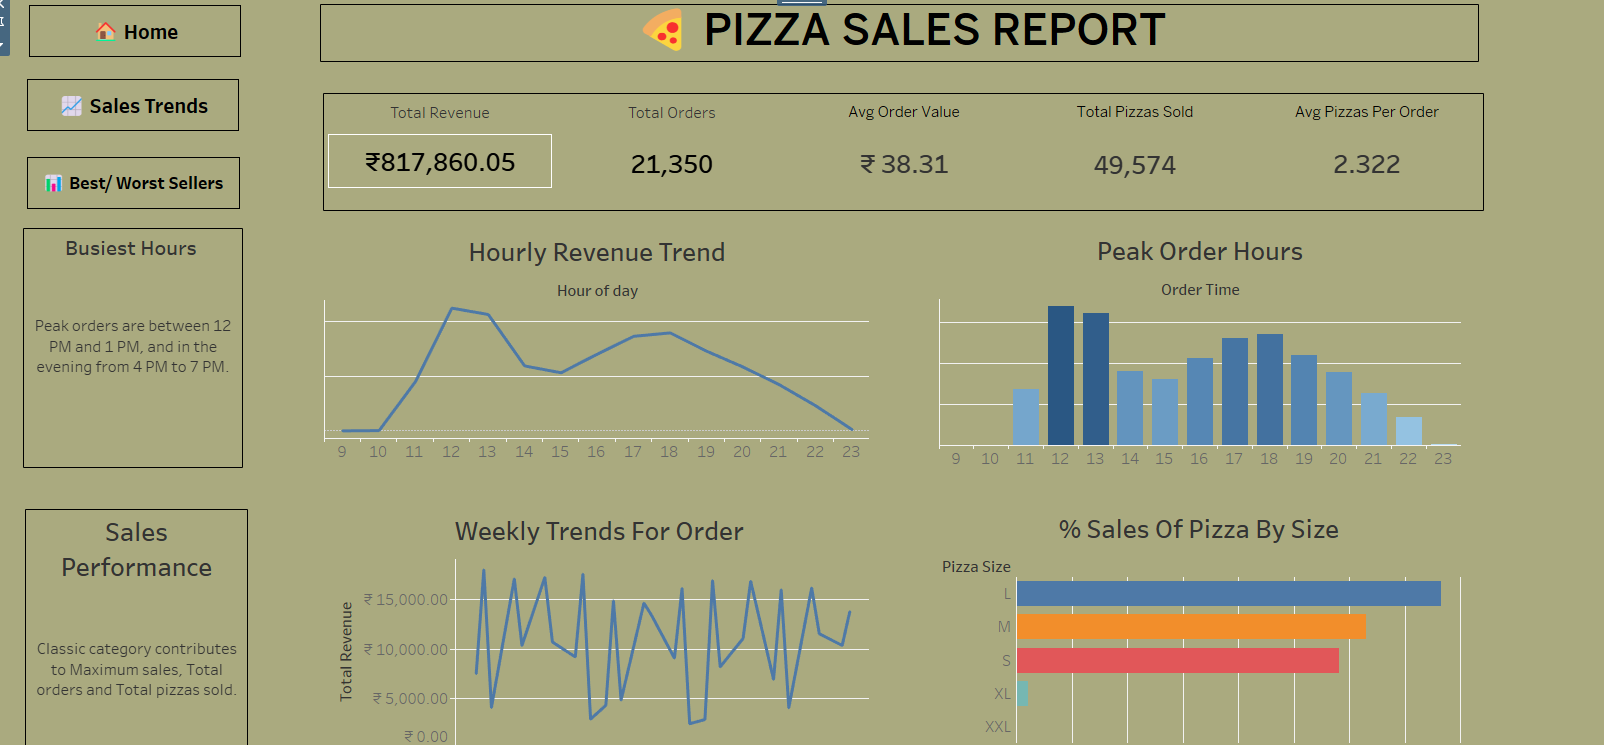 Home
Sales Trends
Best/ Worst Sellers
Busiest Hours
Peak orders are between 12
PM and 1 PM, and in the
evening from 4 PM to 7 PM.
Sales
Performance
Classic category contributes
to Maximum sales, Total
orders and Total pizzas sold.
PIZZA SALES REPORT
Total Revenue
₹817,860.05
Total Orders
21,350
Avg Order Value
₹ 38.31
Total Pizzas Sold
49,574
Avg Pizzas Per Order
2.322
Hourly Revenue Trend
Hour of day
9 10 11 12 13 14 15 16 17 18 19 20 21 22 23
Peak Order Hours
Order Time
9 10 11 12 13 14 15 16 17 18 19 20 21 22 23
Weekly Trends For Order
Total Revenue
₹ 15,000.00
₹ 10,000.00
₹ 5,000.00
₹ 0.00
% Sales Of Pizza By Size
Pizza Size
L
M
S
XL
XXL